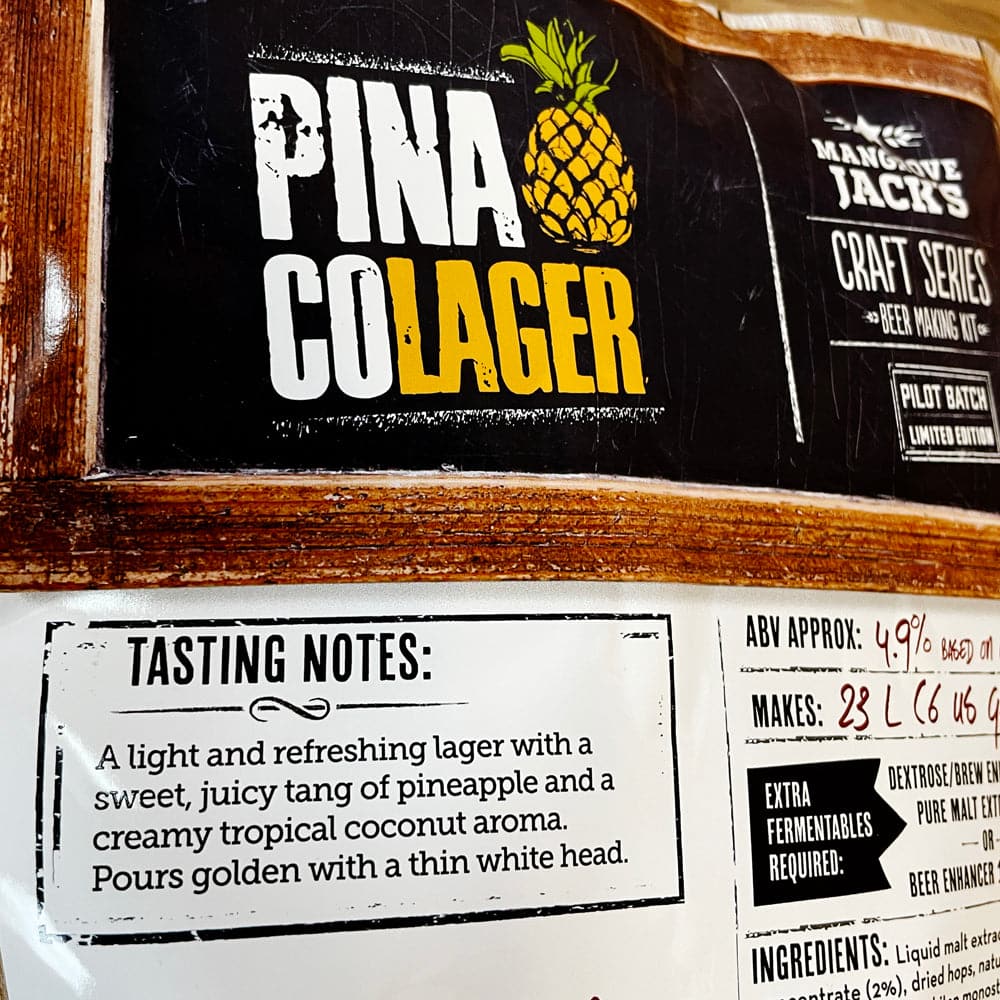 PINA
COLAGER
MANGROVE
JACK'S
CRAFT SERIES
BEER MAKING KIT
PILOT BATCH
LIMITED EDITION
TASTING NOTES:
A light and refreshing lager with a
sweet, juicy tang of pineapple and a
creamy tropical coconut aroma.
Pours golden with a thin white head.
ABV APPROX: 4.9% BASED ON
MAKES: 23 L (6 US
EXTRA
FERMENTABLES
REQUIRED:
DEXTROSE/BREW
PURE MALT
OR
BEER ENHANCER
INGREDIENTS: Liquid malt
(2%), dried hops,